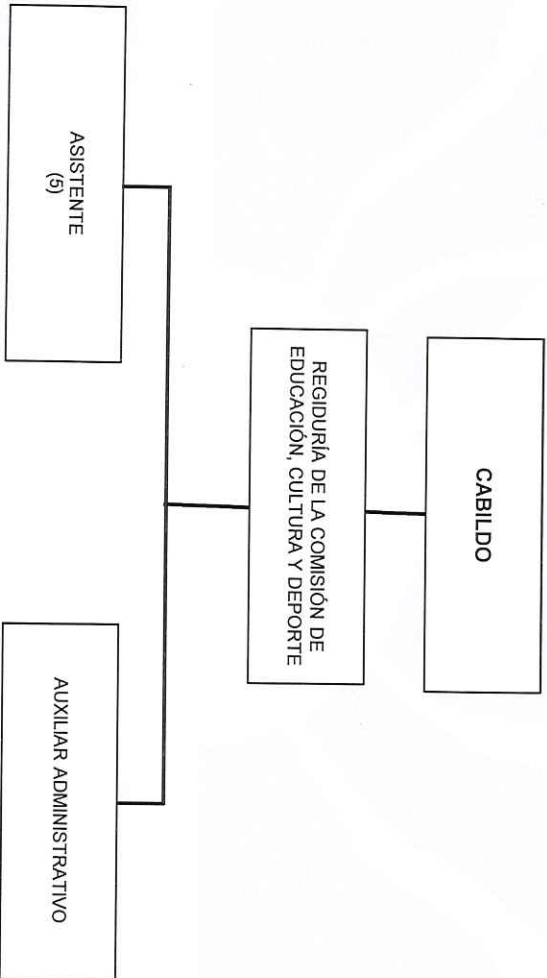 CABILDO
REGIDURÍA DE LA COMISIÓN DE
EDUCACIÓN, CULTURA Y DEPORTE
ASISTENTE
(5)
AUXILIAR ADMINISTRATIVO